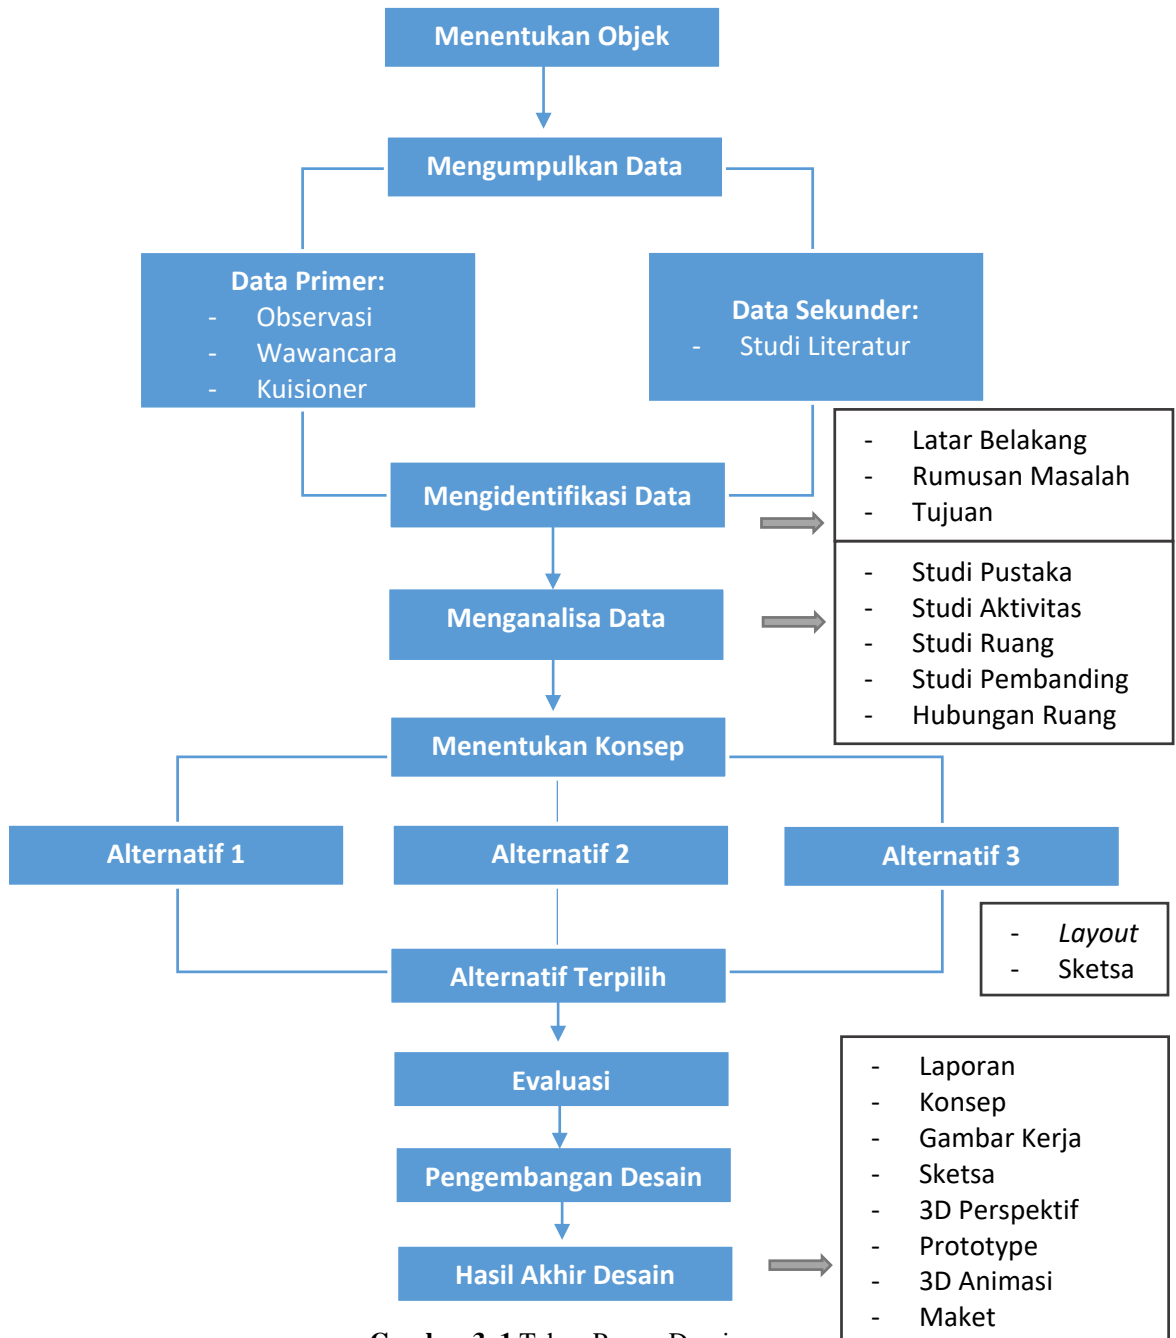 Menentukan Objek
Mengumpulkan Data
Data Primer:
- Observasi
- Wawancara
- Kuisioner
Data Sekunder:
- Studi Literatur
Mengidentifikasi Data
- Latar Belakang
- Rumusan Masalah
- Tujuan
Menganalisa Data
- Studi Pustaka
- Studi Aktivitas
- Studi Ruang
- Studi Pembanding
- Hubungan Ruang
Menentukan Konsep
Alternatif 1
Alternatif 2
Alternatif 3
- Layout
- Sketsa
Alternatif Terpilih
Evaluasi
Pengembangan Desain
Hasil Akhir Desain
- Laporan
- Konsep
- Gambar Kerja
- Sketsa
- 3D Perspektif
- Prototype
- 3D Animasi
- Maket
3. 1